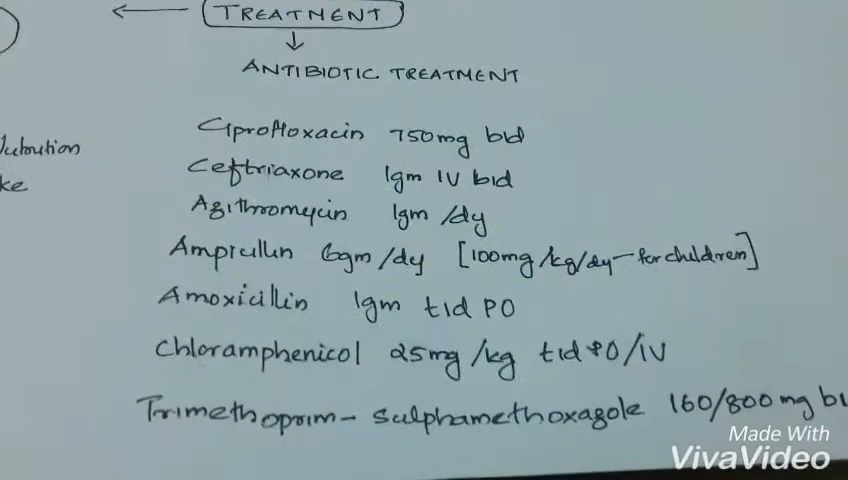 TREATMENT
ANTIBIOTIC TREATMENT
Ciprofloxacin 750mg bid
Ceftriaxone 1gm IV bid
ke
Azithromycin 1gm /dy
Ampicillin 6gm /dy [100mg/kg/dy - for children]
Amoxicillin 1gm tid PO
Chloramphenicol 25mg/kg tid PO/IV
Trimethoprim - Sulphamethoxazole 160/800mg bi
Made With
VivaVideo